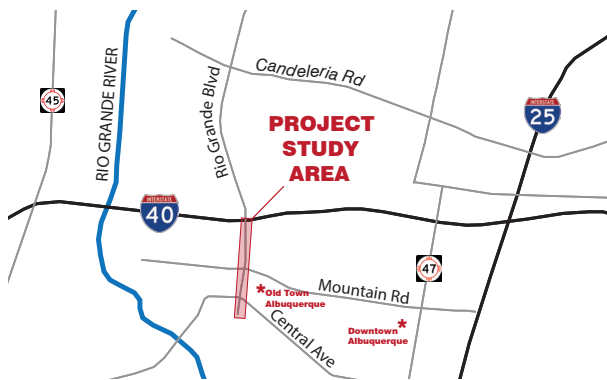 Candeleria Rd
45
RIO GRANDE RIVER
Rio Grande Blvd
INTERSTATE
25
PROJECT
STUDY
AREA
INTERSTATE
40
47
Mountain Rd
*Old Town
Albuquerque
Central Ave
Downtown*
Albuquerque